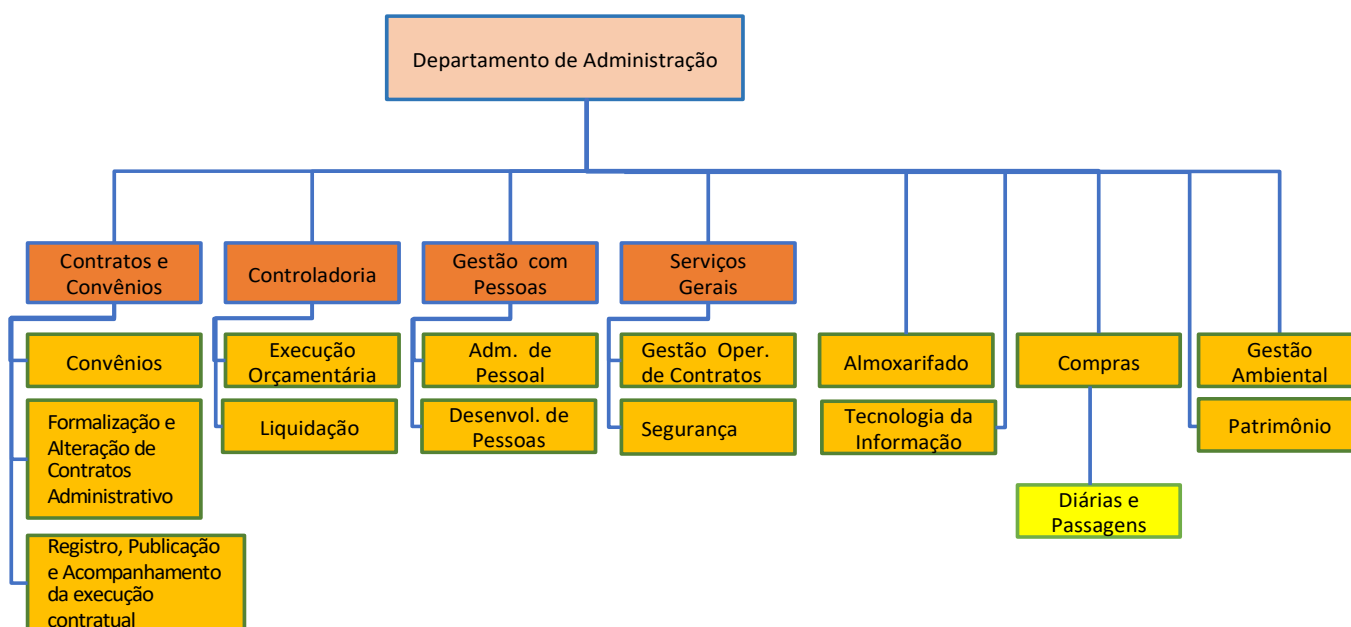 Departamento de Administração
Contratos e
Convênios
Controladoria
Gestão com
Pessoas
Serviços
Gerais
Convênios
Execução
Orçamentária
Adm. de
Pessoal
Gestão Oper.
de Contratos
Almoxarifado
Compras
Gestão
Ambiental
Formalização e
Alteração de
Contratos
Administrativo
Liquidação
Desenvol. de
Pessoas
Segurança
Tecnologia da
Informação
Patrimônio
Diárias e
Passagens
Registro, Publicação
e Acompanhamento
da execução
contratual